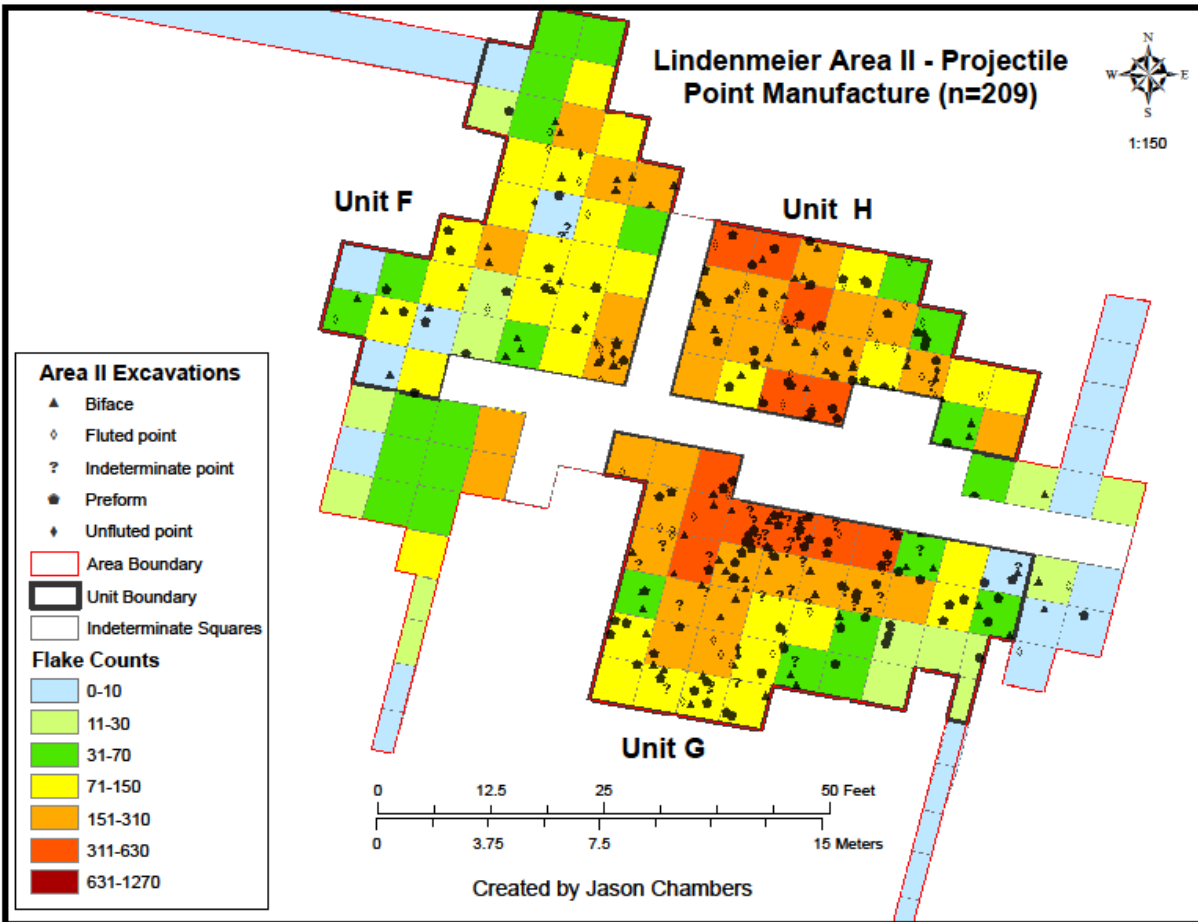 Lindenmeier Area II - Projectile
Point Manufacture (n=209)
N
W
E
S
1:150
Unit F
Unit H
Area II Excavations
Biface
Fluted point
? Indeterminate point
Preform
Unfluted point
Area Boundary
Unit Boundary
Indeterminate Squares
Flake Counts
0-10
11-30
31-70
71-150
151-310
311-630
631-1270
Unit G
0 12.5 25 50 Feet
0 3.75 7.5 15 Meters
Created by Jason Chambers